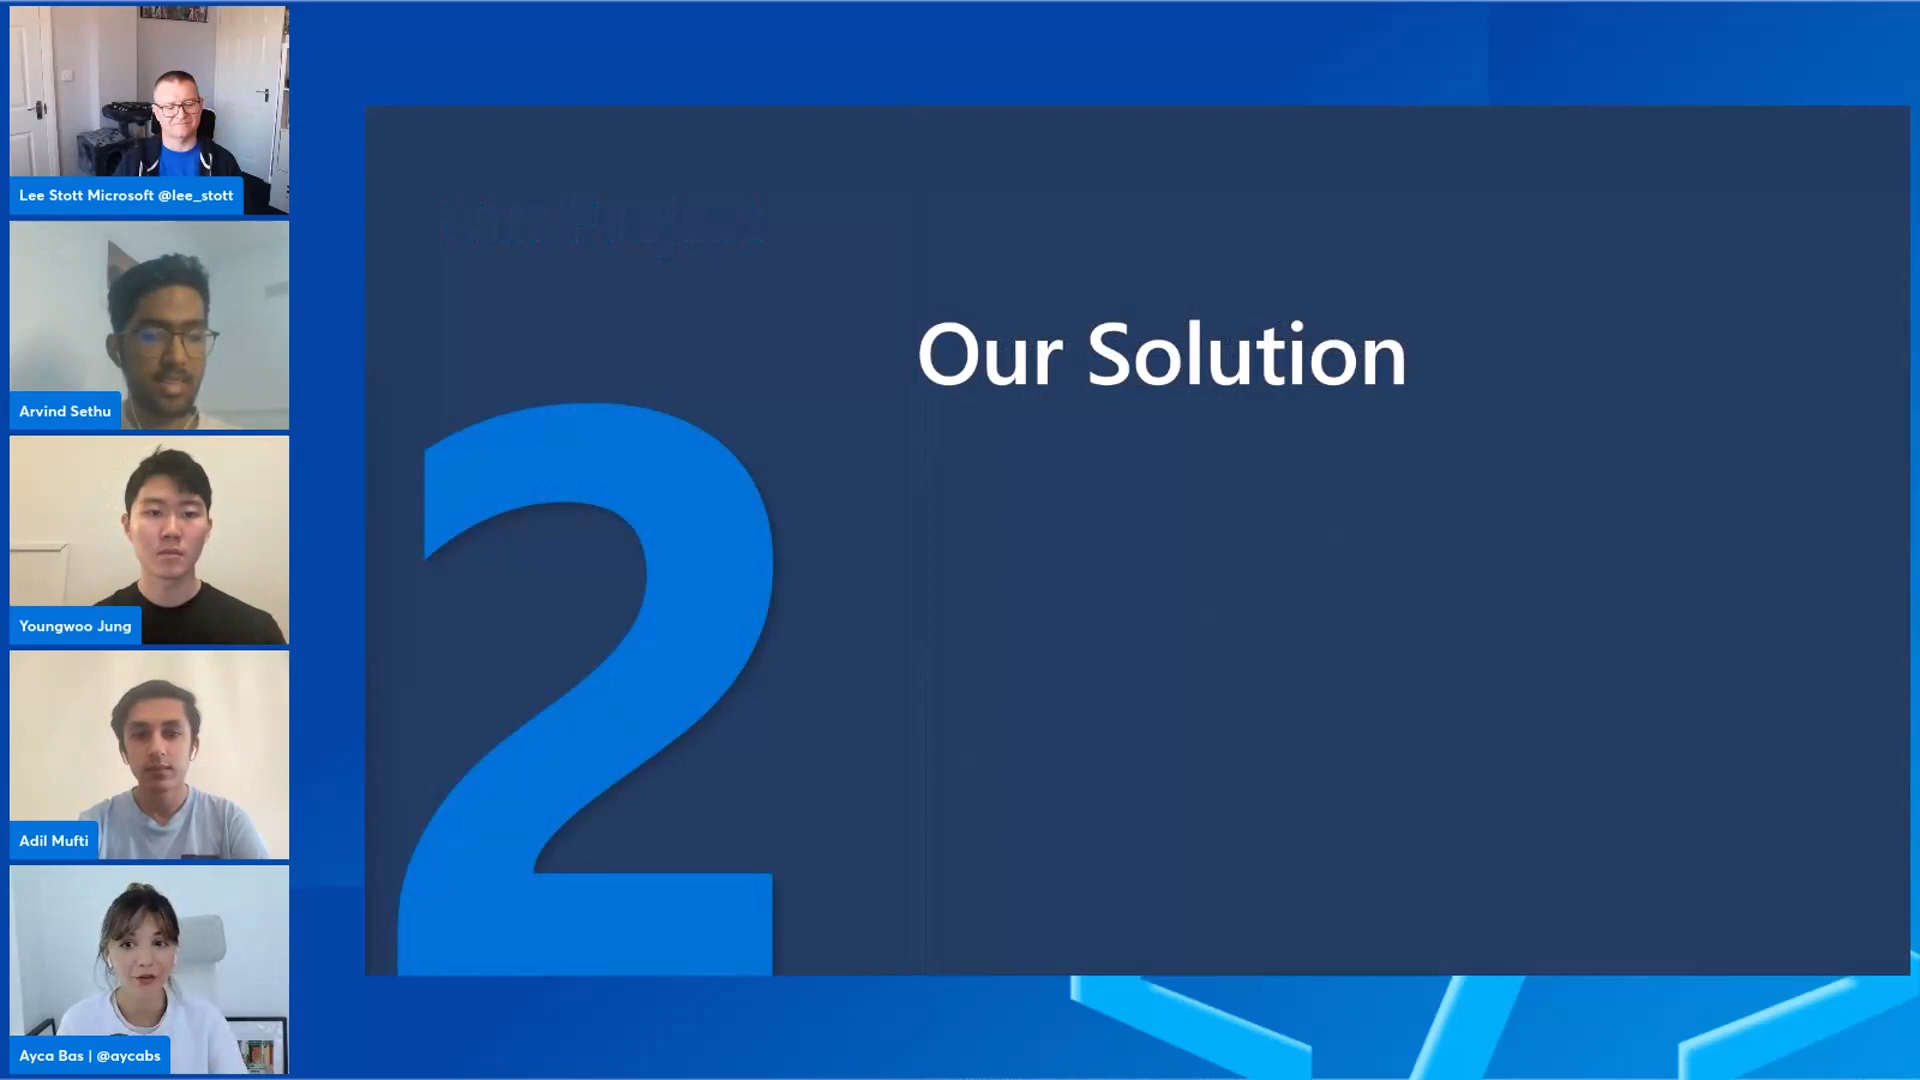 Lee Stott Microsoft @lee_stott
Arvind Sethu
Youngwoo Jung
Adil Mufti
Ayca Bas | @aycabs
Our Solution
2